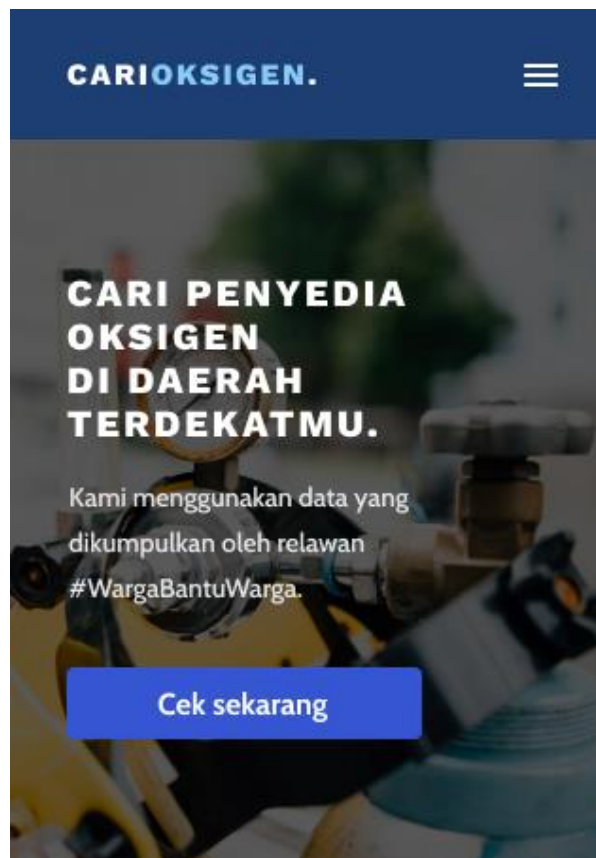 CARIOKSIGEN.
CARI PENYEDIA
OKSIGEN
DI DAERAH
TERDEKATMU.
Kami menggunakan data yang
dikumpulkan oleh relawan
#WargaBantuWarga.
Cek sekarang